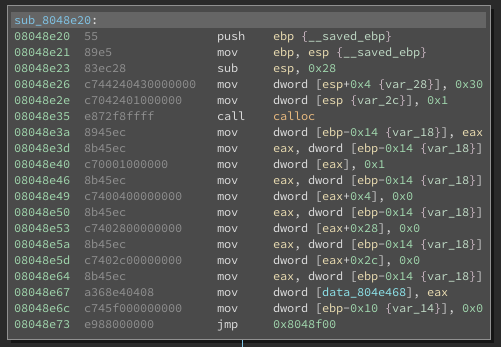 sub_8048e20:
08048e20 55 push ebp {__saved_ebp}
08048e21 89e5 mov ebp, esp {__saved_ebp}
08048e23 83ec28 sub esp, 0x28
08048e26 c744240430000000 mov dword [esp+0x4 {var_28}], 0x30
08048e2e c7042401000000 mov dword [esp {var_2c}], 0x1
08048e35 e872f8ffff call calloc
08048e3a 8945ec mov dword [ebp-0x14 {var_18}], eax
08048e3d 8b45ec mov eax, dword [ebp-0x14 {var_18}]
08048e40 c70001000000 mov dword [eax], 0x1
08048e46 8b45ec mov eax, dword [ebp-0x14 {var_18}]
08048e49 c7400400000000 mov dword [eax+0x4], 0x0
08048e50 8b45ec mov eax, dword [ebp-0x14 {var_18}]
08048e53 c7402800000000 mov dword [eax+0x28], 0x0
08048e5a 8b45ec mov eax, dword [ebp-0x14 {var_18}]
08048e5d c7402c00000000 mov dword [eax+0x2c], 0x0
08048e64 8b45ec mov eax, dword [ebp-0x14 {var_18}]
08048e67 a368e40408 mov dword [data_804e468], eax
08048e6c c745f000000000 mov dword [ebp-0x10 {var_14}], 0x0
08048e73 e988000000 jmp 0x8048f00